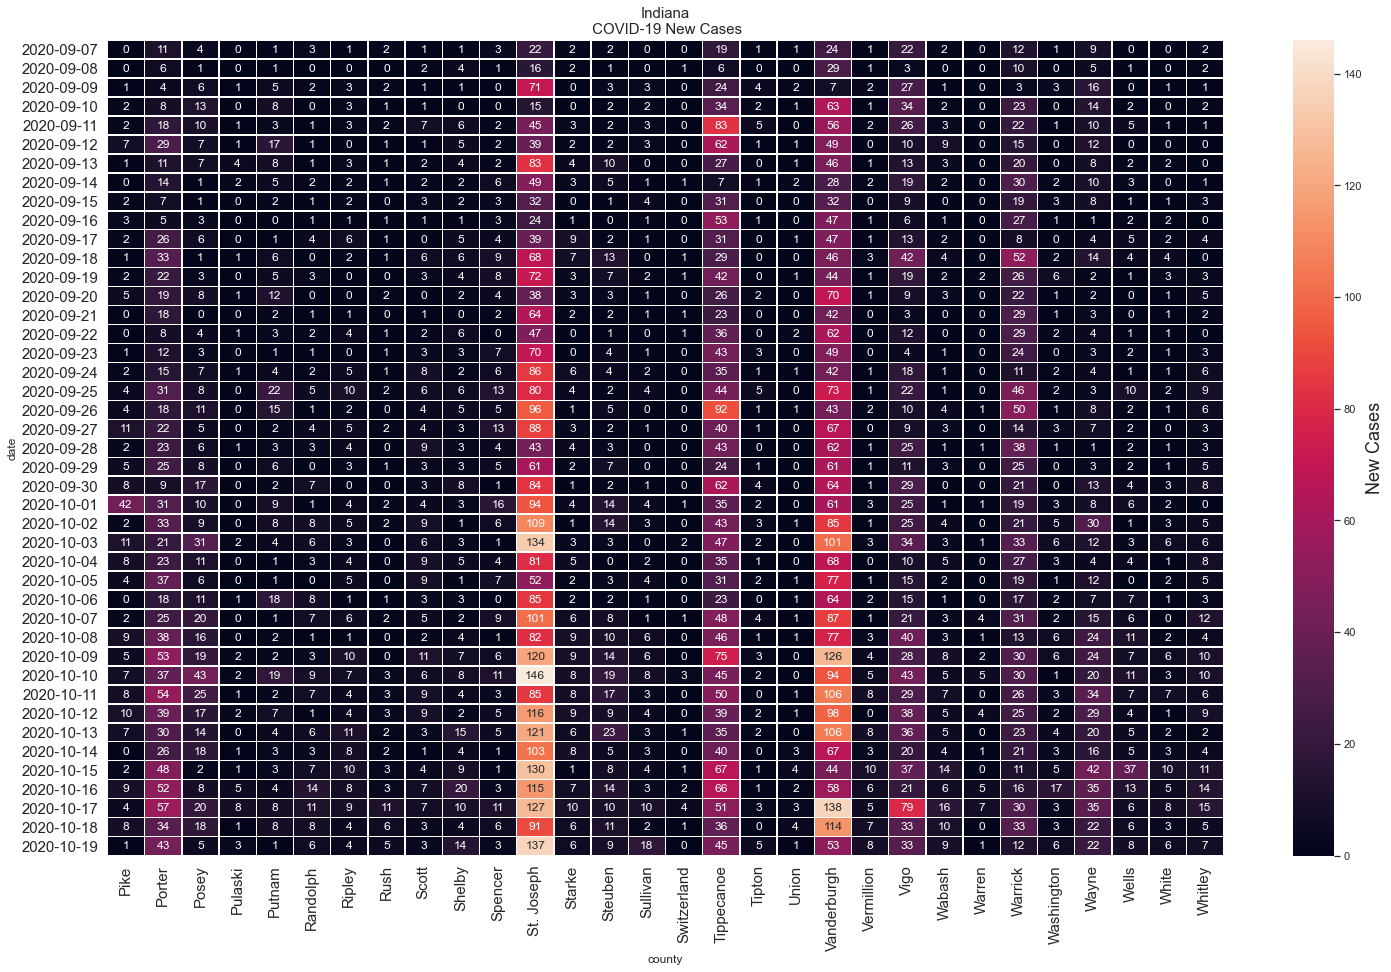 Indiana
COVID-19 New Cases
2020-09-07 0 11 4 0 1 3 1 2 1 1 3 22 2 2 0 0 19 1 1 24 1 22 2 0 12 1 9 0 0 2
2020-09-08 0 6 1 0 1 0 0 0 2 4 1 16 2 1 0 1 6 0 0 29 1 3 0 0 10 0 5 1 0 2
2020-09-09 1 4 6 1 5 2 3 2 1 1 0 71 0 3 3 0 24 4 2 7 2 27 1 0 3 3 16 0 1 1
2020-09-10 2 8 13 0 8 0 3 1 1 0 0 15 0 2 2 0 34 2 1 63 1 34 2 0 23 0 14 2 0 2
2020-09-11 2 18 10 1 3 1 3 2 7 6 2 45 3 2 3 0 83 5 0 56 2 26 3 0 22 1 10 5 1 1
2020-09-12 7 29 7 1 17 1 0 1 1 5 2 39 2 2 3 0 62 1 1 49 0 10 9 0 15 0 12 0 0 0
2020-09-13 1 11 7 4 8 1 3 1 2 4 2 83 4 10 0 0 27 0 1 46 1 13 3 0 20 0 8 2 2 0
2020-09-14 0 14 1 2 5 2 2 1 2 2 6 49 3 5 1 1 7 1 2 28 2 19 2 0 30 2 10 3 0 1
2020-09-15 2 7 1 0 2 1 2 0 3 2 3 32 0 1 4 0 31 0 0 32 0 9 0 0 19 3 8 1 1 3
2020-09-16 3 5 3 0 0 1 1 1 1 1 3 24 1 0 1 0 53 1 0 47 1 6 1 0 27 1 1 2 2 0
2020-09-17 2 26 6 0 1 4 6 1 0 5 4 39 9 2 1 0 31 0 1 47 1 13 2 0 8 0 4 5 2 4
2020-09-18 1 33 1 1 6 0 2 1 6 6 9 68 7 13 0 1 29 0 0 46 3 42 4 0 52 2 14 4 4 0
2020-09-19 2 22 3 0 5 3 0 0 3 4 8 72 3 7 2 1 42 0 1 44 1 19 2 2 26 6 2 1 3 3
2020-09-20 5 19 8 1 12 0 0 2 0 2 4 38 3 3 1 0 26 2 0 70 1 9 3 0 22 1 2 0 1 5
2020-09-21 0 18 0 0 2 1 1 0 1 0 2 64 2 2 1 1 23 0 0 42 0 3 0 0 29 1 3 0 1 2
2020-09-22 0 8 4 1 3 2 4 1 2 6 8 47 0 1 0 1 36 0 2 62 0 12 0 0 29 2 4 1 1 0
2020-09-23 1 12 3 0 1 1 0 1 3 3 7 70 0 4 1 0 43 3 0 49 0 4 1 0 24 0 3 2 1 3
2020-09-24 2 15 7 1 4 2 5 1 8 2 6 86 6 4 2 0 35 1 1 42 1 18 1 0 11 2 4 1 1 6
2020-09-25 4 31 8 0 22 5 10 2 6 6 13 80 4 2 4 0 44 5 0 73 1 22 1 0 46 2 3 10 2 9
2020-09-26 4 18 11 0 15 1 2 0 4 5 5 96 1 5 0 0 92 1 1 43 2 10 4 1 50 1 8 2 1 6
2020-09-27 11 22 5 0 2 4 5 2 4 3 13 88 3 2 1 0 40 1 0 67 0 9 3 0 14 3 7 2 0 3
2020-09-28 2 23 6 1 3 3 4 0 9 3 4 43 4 3 0 0 43 0 0 62 1 25 1 1 38 1 1 2 1 3
2020-09-29 5 25 8 0 6 0 3 1 3 3 5 61 2 7 0 0 24 1 0 61 1 11 3 0 25 0 3 2 1 5
2020-09-30 8 9 17 0 2 7 0 0 3 8 1 84 1 2 1 0 62 4 0 64 1 29 0 0 21 0 13 4 3 8
2020-10-01 42 31 10 0 9 1 4 2 4 3 16 94 4 14 4 1 35 2 0 61 3 25 1 1 19 3 8 6 2 0
2020-10-02 2 33 9 0 8 8 5 2 9 1 6 109 1 14 3 0 43 3 1 85 1 25 4 0 21 5 30 1 3 5
2020-10-03 11 21 31 2 4 6 3 0 6 3 1 134 3 3 0 2 47 2 0 101 3 34 3 1 33 6 12 3 6 6
2020-10-04 8 23 11 0 1 3 4 0 9 5 4 81 5 0 2 0 35 1 0 68 0 10 5 0 27 3 4 4 1 8
2020-10-05 4 37 6 0 1 0 5 0 9 1 7 52 2 3 4 0 31 2 1 77 1 15 2 0 19 1 12 0 2 5
2020-10-06 0 18 11 1 18 8 1 1 3 3 0 85 2 2 1 0 23 0 1 64 2 15 1 0 17 2 7 7 1 3
2020-10-07 2 25 20 0 1 7 6 2 5 2 9 101 6 8 1 1 48 4 1 87 1 21 3 4 31 2 15 6 0 12
2020-10-08 9 38 16 0 2 1 1 0 2 4 1 82 9 10 6 0 46 1 1 77 3 40 3 1 13 6 24 11 2 4
2020-10-09 5 53 19 2 2 3 10 0 11 7 6 120 9 14 6 0 75 3 0 126 4 28 8 2 30 6 24 7 6 10
2020-10-10 7 37 43 2 19 9 7 3 6 8 11 146 8 19 8 3 45 2 0 94 5 43 5 5 30 1 20 11 3 10
2020-10-11 8 54 25 1 2 7 4 3 9 4 3 85 8 17 3 0 50 0 1 106 8 29 7 0 26 3 34 7 7 6
2020-10-12 10 39 17 2 7 1 4 3 9 2 5 116 9 9 4 0 39 2 1 98 0 38 5 4 25 2 29 4 1 9
2020-10-13 7 30 14 0 4 6 11 2 3 15 5 121 6 23 3 1 35 2 0 106 8 36 5 0 23 4 20 5 2 2
2020-10-14 0 26 18 1 3 3 8 2 1 4 1 103 8 5 3 0 40 0 3 67 3 20 4 1 21 3 16 5 3 4
2020-10-15 2 48 2 1 3 7 10 3 4 9 1 130 1 8 4 1 67 1 4 44 10 37 14 0 11 5 42 37 10 11
2020-10-16 9 52 8 5 4 14 8 3 7 20 3 115 7 14 3 2 66 1 2 58 6 21 6 5 16 17 35 13 5 14
2020-10-17 4 57 20 8 8 11 9 11 7 10 11 127 10 10 10 4 51 3 3 138 5 79 16 7 30 3 35 6 8 15
2020-10-18 8 34 18 1 8 8 4 6 3 4 6 91 6 11 2 1 36 0 4 114 7 33 10 0 33 3 22 6 3 5
2020-10-19 1 43 5 3 1 6 4 5 3 14 3 137 6 9 18 0 45 5 1 53 8 33 9 1 12 6 22 8 6 7
Pike Porter Posey Pulaski Putnam Randolph Ripley Rush Scott Shelby Spencer St. Joseph Starke Steuben Sullivan Switzerland Tippecanoe Tipton Union Vanderburgh Vermillion Vigo Wabash Warren Warrick Washington Wayne Wells White Whitley
county
date
140
120
100
80
60
40
20
0
New Cases